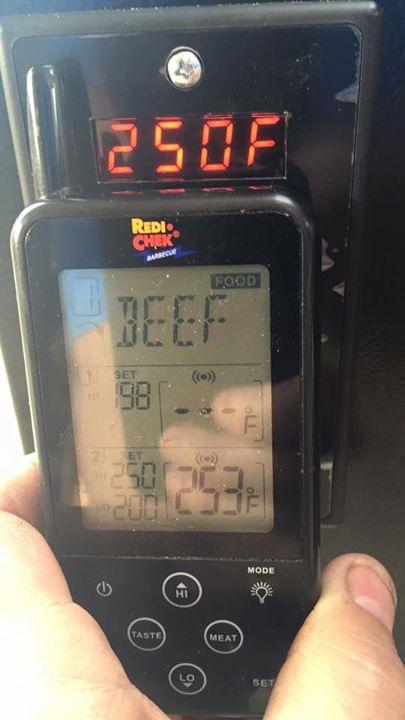 250F
REDI
CHEK®
BARBECUE
FOOD
BEEF
1 SET
HI 198
- - - °F
2 SET
HI 250
LO 200
253°F
MODE
HI
TASTE
MEAT
LO
SET